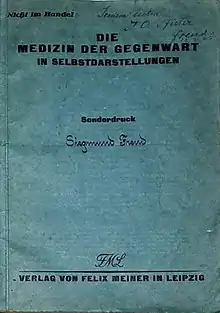 Nicht im Handel
DIE
MEDIZIN DER GEGENWART
IN SELBSTDARSTELLUNGEN
Sonderdruck
Sigmund Freud
FML
VERLAG VON FELIX MEINER IN LEIPZIG